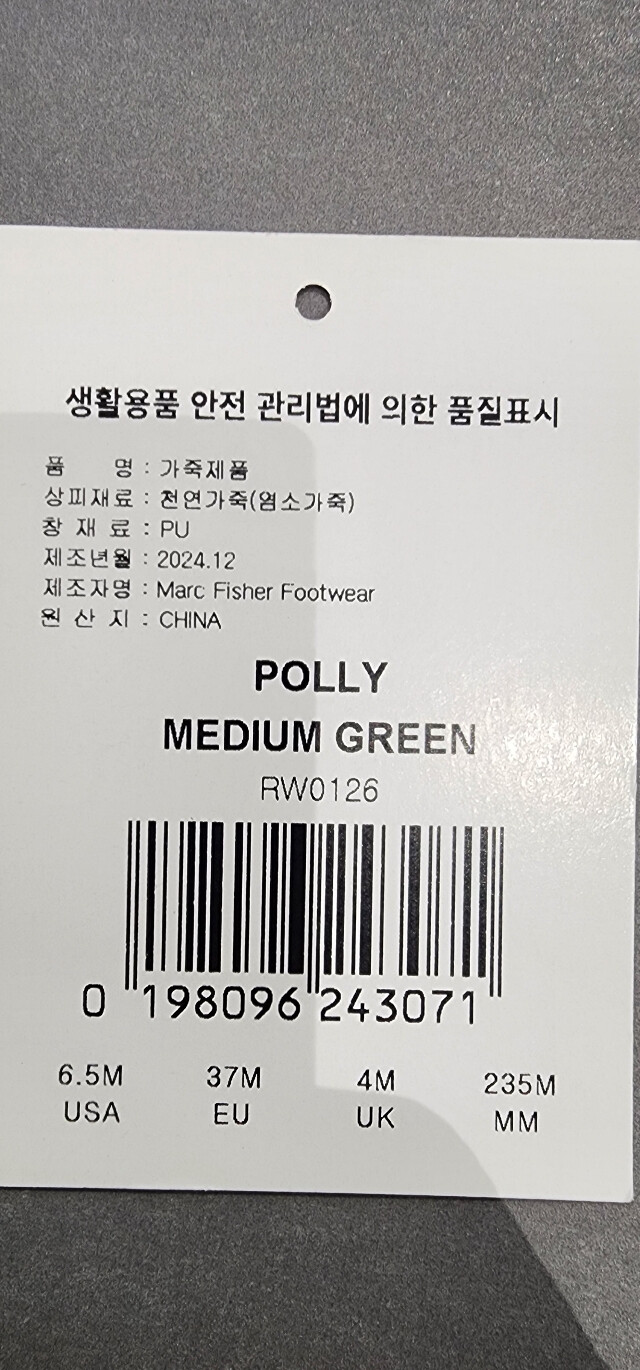 생활용품 안전 관리법에 의한 품질표시
품 명 : 가죽제품
상피재료 : 천연가죽(염소가죽)
창 재 료 : PU
제조년월 : 2024.12
제조자명 : Marc Fisher Footwear
원 산 지 : CHINA
POLLY
MEDIUM GREEN
RW0126
0 198096 243071
6.5M 37M 4M 235M
USA EU UK MM